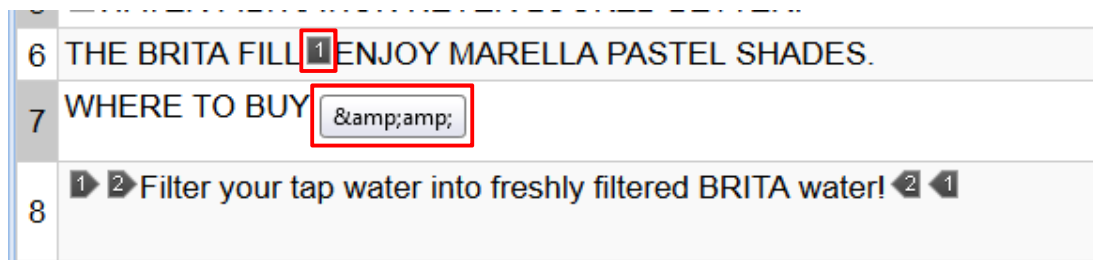 6 THE BRITA FILL 1 ENJOY MARELLA PASTEL SHADES.
7 WHERE TO BUY &amp;amp;
8 1 2 Filter your tap water into freshly filtered BRITA water! 2 1